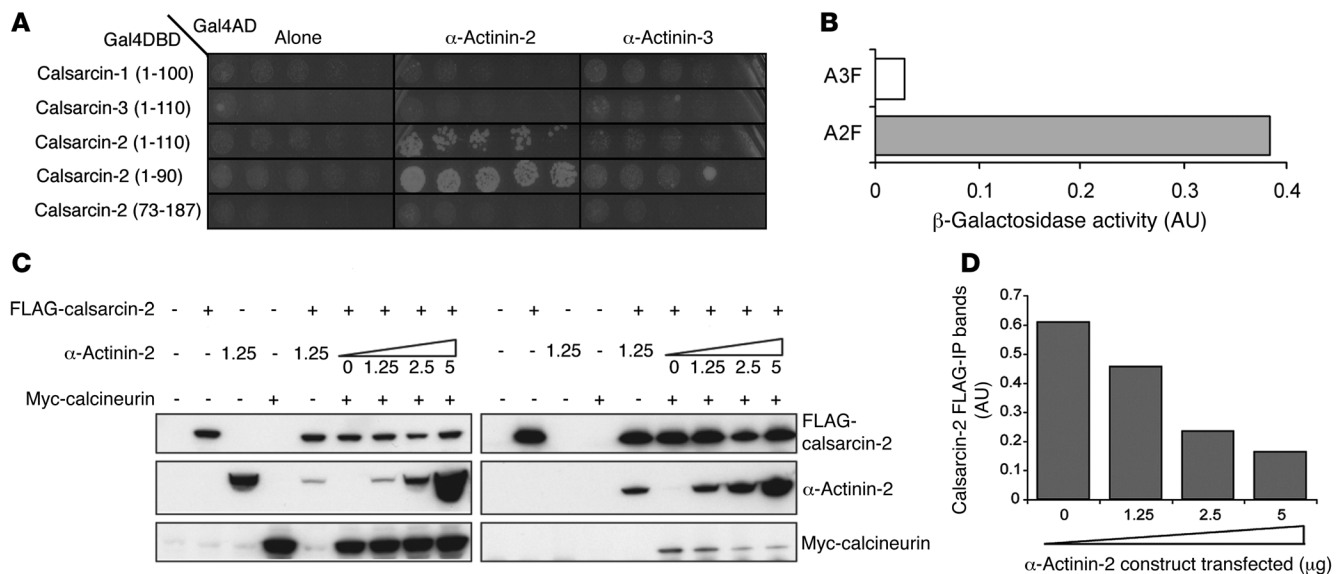 A
Gal4AD
Gal4DBD
Alone α-Actinin-2 α-Actinin-3
Calsarcin-1 (1-100)
Calsarcin-3 (1-110)
Calsarcin-2 (1-110)
Calsarcin-2 (1-90)
Calsarcin-2 (73-187)
B
A3F
A2F
0 0.1 0.2 0.3 0.4
β-Galactosidase activity (AU)
C
FLAG-calsarcin-2 - + - - + + + + + - + - - + + + + +
α-Actinin-2 - - 1.25 - 1.25 - - 1.25 - 1.25
0 1.25 2.5 5 0 1.25 2.5 5
Myc-calcineurin - - - + - + + + + - - - + - + + + +
FLAG-
calsarcin-2
α-Actinin-2
Myc-calcineurin
D
Calsarcin-2 FLAG-IP bands
(AU)
0.7
0.6
0.5
0.4
0.3
0.2
0.1
0
0 1.25 2.5 5
α-Actinin-2 construct transfected (μg)